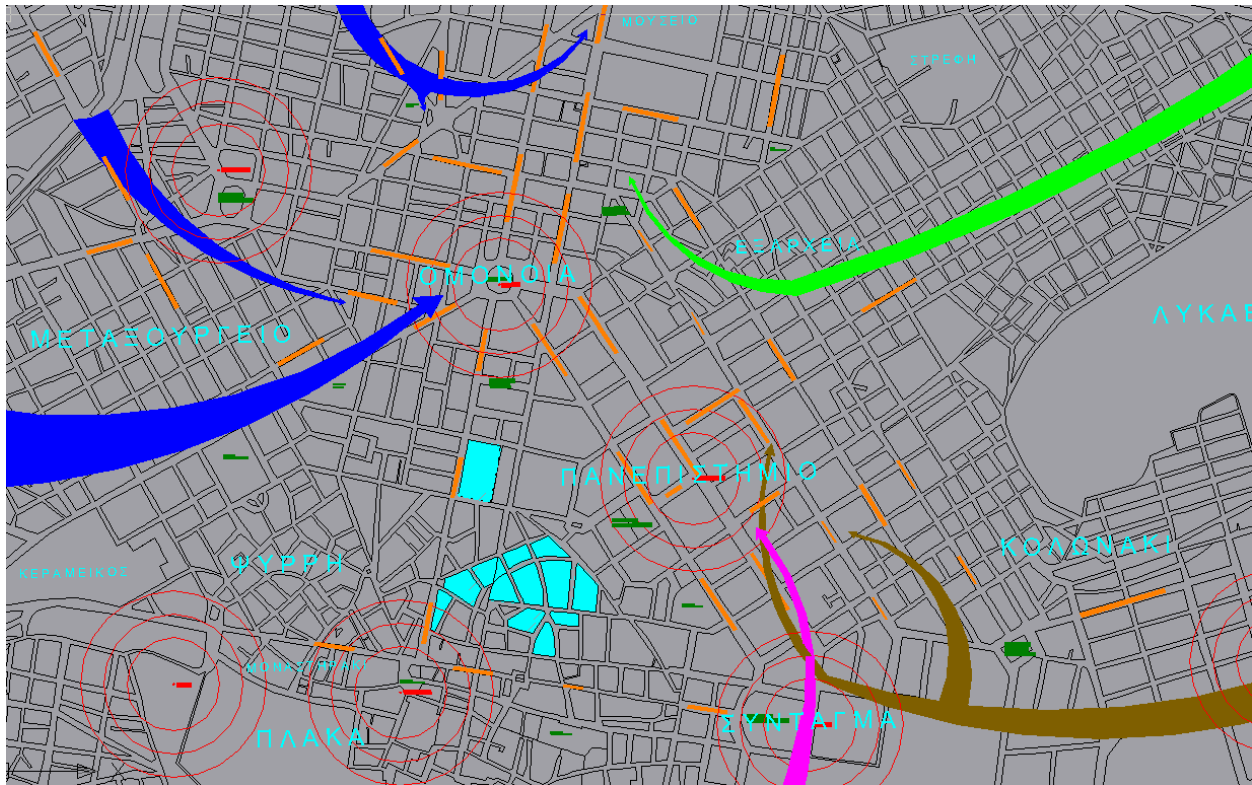 ΜΟΥΣΕΙΟ
ΣΤΡΕΦΗ
ΕΞΑΡΧΕΙΑ
ΟΜΟΝΟΙΑ
ΛΥΚΑΒ
ΜΕΤΑΞΟΥΡΓΕΙΟ
ΠΑΝΕΠΙΣΤΗΜΙΟ
ΚΟΛΩΝΑΚΙ
ΨΥΡΡΗ
ΚΕΡΑΜΕΙΚΟΣ
ΜΟΝΑΣΤΗΡΑΚΙ
ΣΥΝΤΑΓΜΑ
ΠΛΑΚΑ